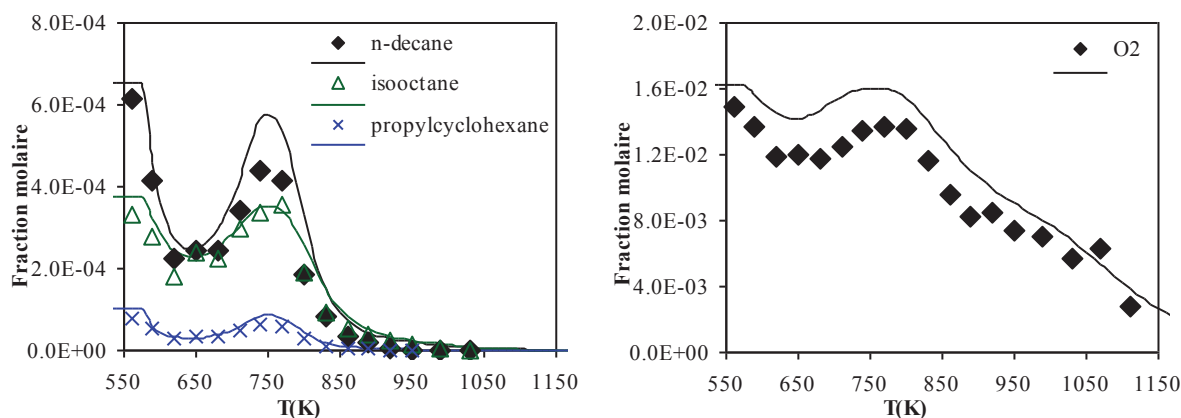 8.0E-04
6.0E-04
4.0E-04
2.0E-04
0.0E+00
Fraction molaire
n-decane
isooctane
propylcyclohexane
550 650 750 850 950 1050 1150
T(K)
2.0E-02
1.6E-02
1.2E-02
8.0E-03
4.0E-03
0.0E+00
Fraction molaire
O2
550 650 750 850 950 1050 1150
T(K)